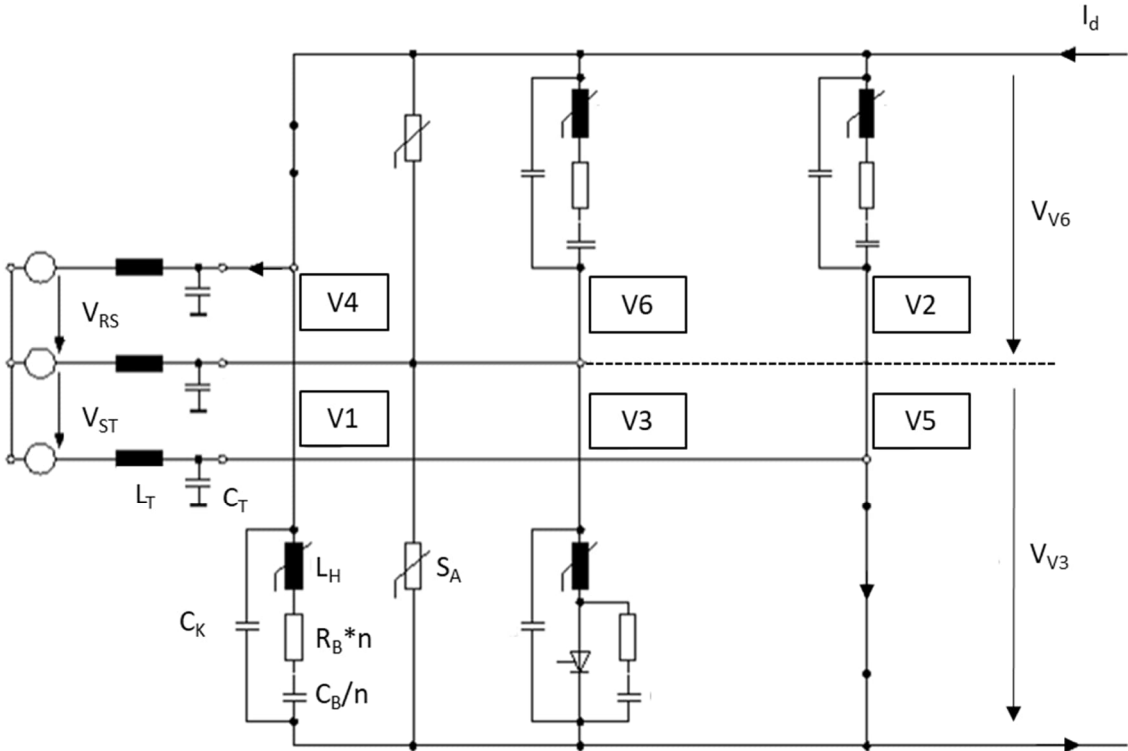 I_d
V_V6
V4
V6
V2
V_RS
V1
V3
V5
V_ST
L_T
C_T
L_H
S_A
V_V3
C_K
R_B*n
C_B/n